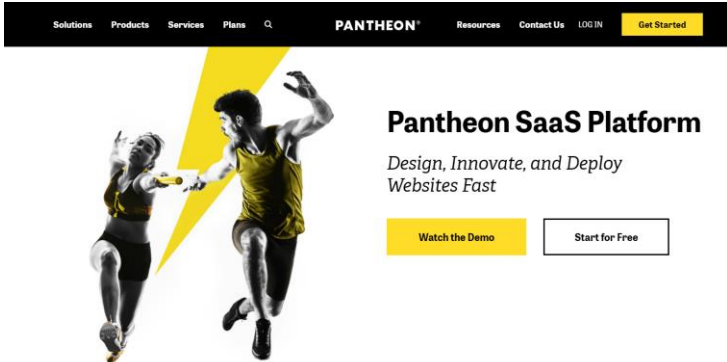 Solutions Products Services Plans PANTHEON® Resources Contact Us LOG IN Get Started
Pantheon SaaS Platform
Design, Innovate, and Deploy
Websites Fast
Watch the Demo Start for Free